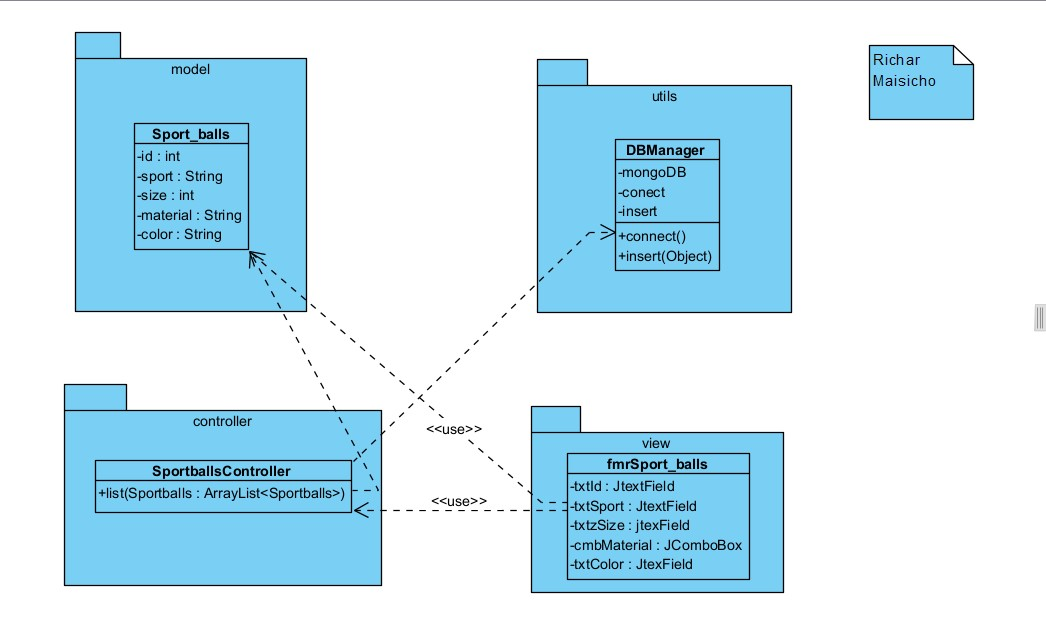 model
Sport_balls
-id : int
-sport : String
-size : int
-material : String
-color : String
utils
DBManager
-mongoDB
-conect
-insert
+connect()
+insert(Object)
Richar
Maisicho
controller
SportballsController
+list(Sportballs : ArrayList<Sportballs>)
<<use>>
<<use>>
view
fmrSport_balls
-txtId : JtextField
-txtSport : JtextField
-txtzSize : jtexField
-cmbMaterial : JComboBox
-txtColor : JtexField